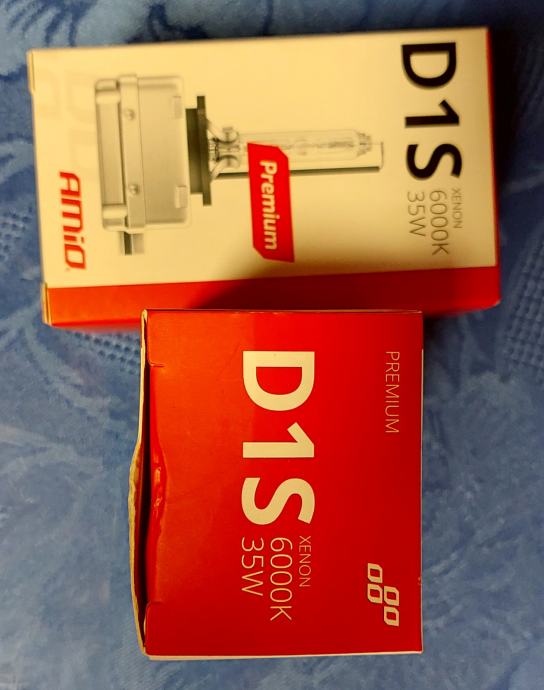 D1S
XENON
6000K
35W
Premium
AMiO
PREMIUM
D1S
XENON
6000K
35W